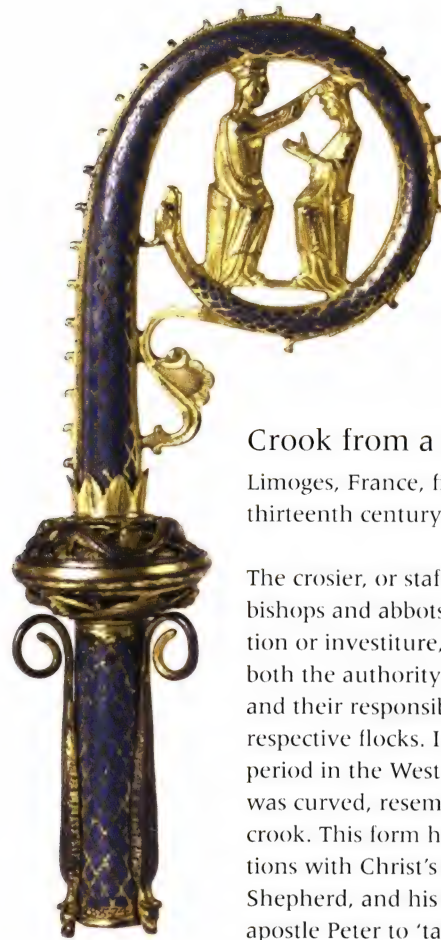 Crook from a
Limoges, France, fi
thirteenth century
The crosier, or staf
bishops and abbots
tion or investiture,
both the authority
and their responsib
respective flocks. I
period in the West
was curved, resem
crook. This form h
tions with Christ's
Shepherd, and his
apostle Peter to 'ta